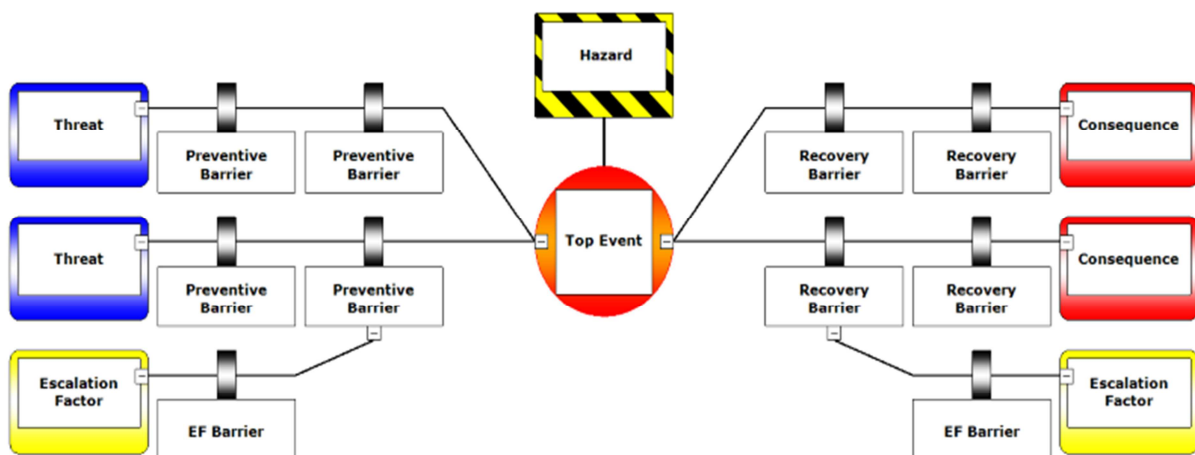 Hazard
Threat
Preventive
Barrier
Preventive
Barrier
Recovery
Barrier
Recovery
Barrier
Consequence
Threat
Preventive
Barrier
Preventive
Barrier
Top Event
Recovery
Barrier
Recovery
Barrier
Consequence
Escalation
Factor
EF Barrier
EF Barrier
Escalation
Factor